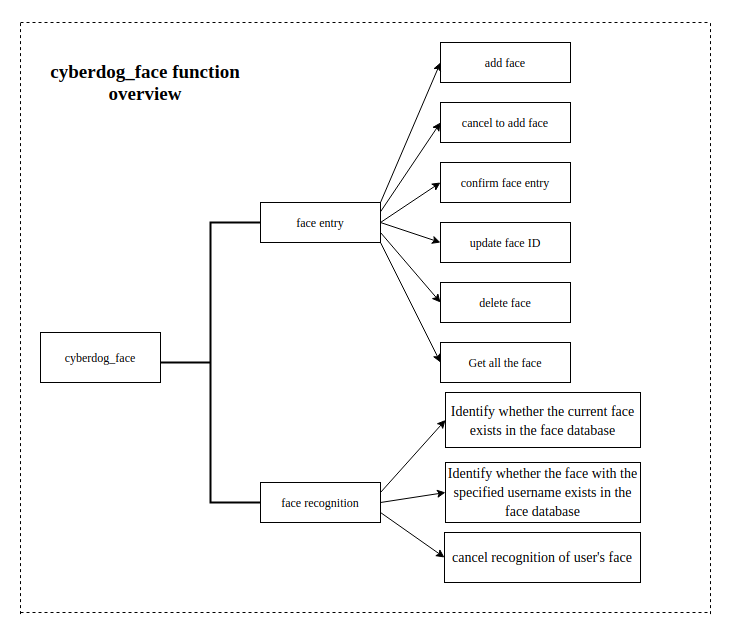 cyberdog_face function
overview
add face
cancel to add face
confirm face entry
face entry
update face ID
delete face
cyberdog_face
Get all the face
Identify whether the current face
exists in the face database
Identify whether the face with the
specified username exists in the
face database
face recognition
cancel recognition of user's face